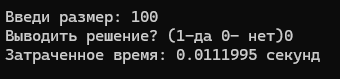 Введи размер: 100
Выводить решение? (1-да 0- нет)0
Затраченное время: 0.0111995 секунд